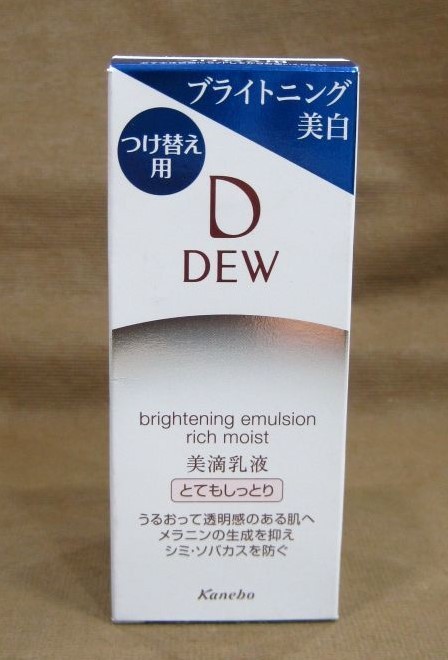 ブライトニング
美白
つけ替え
用
D
DEW
brightening emulsion
rich moist
美滴乳液
とてもしっとり
うるおって透明感のある肌へ
メラニンの生成を抑え
シミ・ソバカスを防ぐ
Kanebo